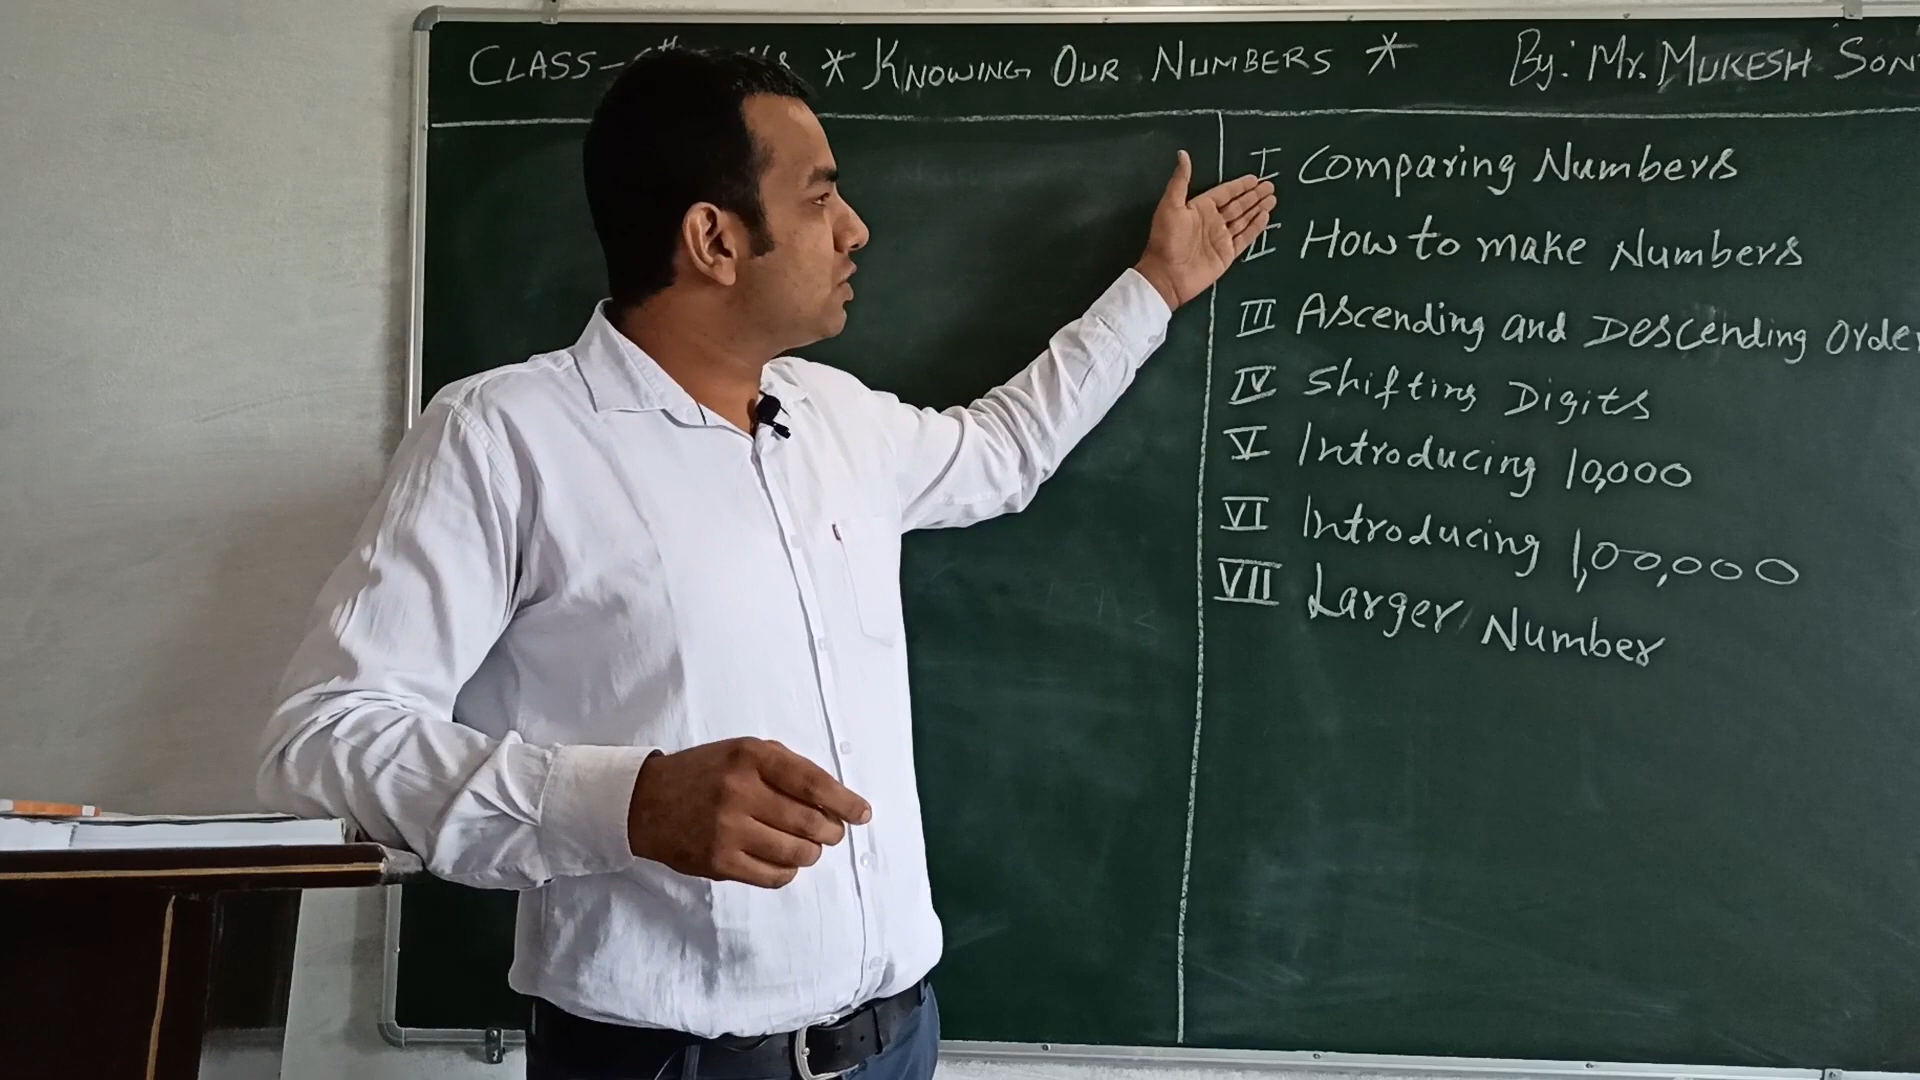 CLASS-6th * KNOWING OUR NUMBERS * By: Mr. MUKESH SON
I Comparing Numbers
II How to make Numbers
III Ascending and Descending Order
IV Shifting Digits
V Introducing 10,000
VI Introducing 1,00,000
VII Larger Number